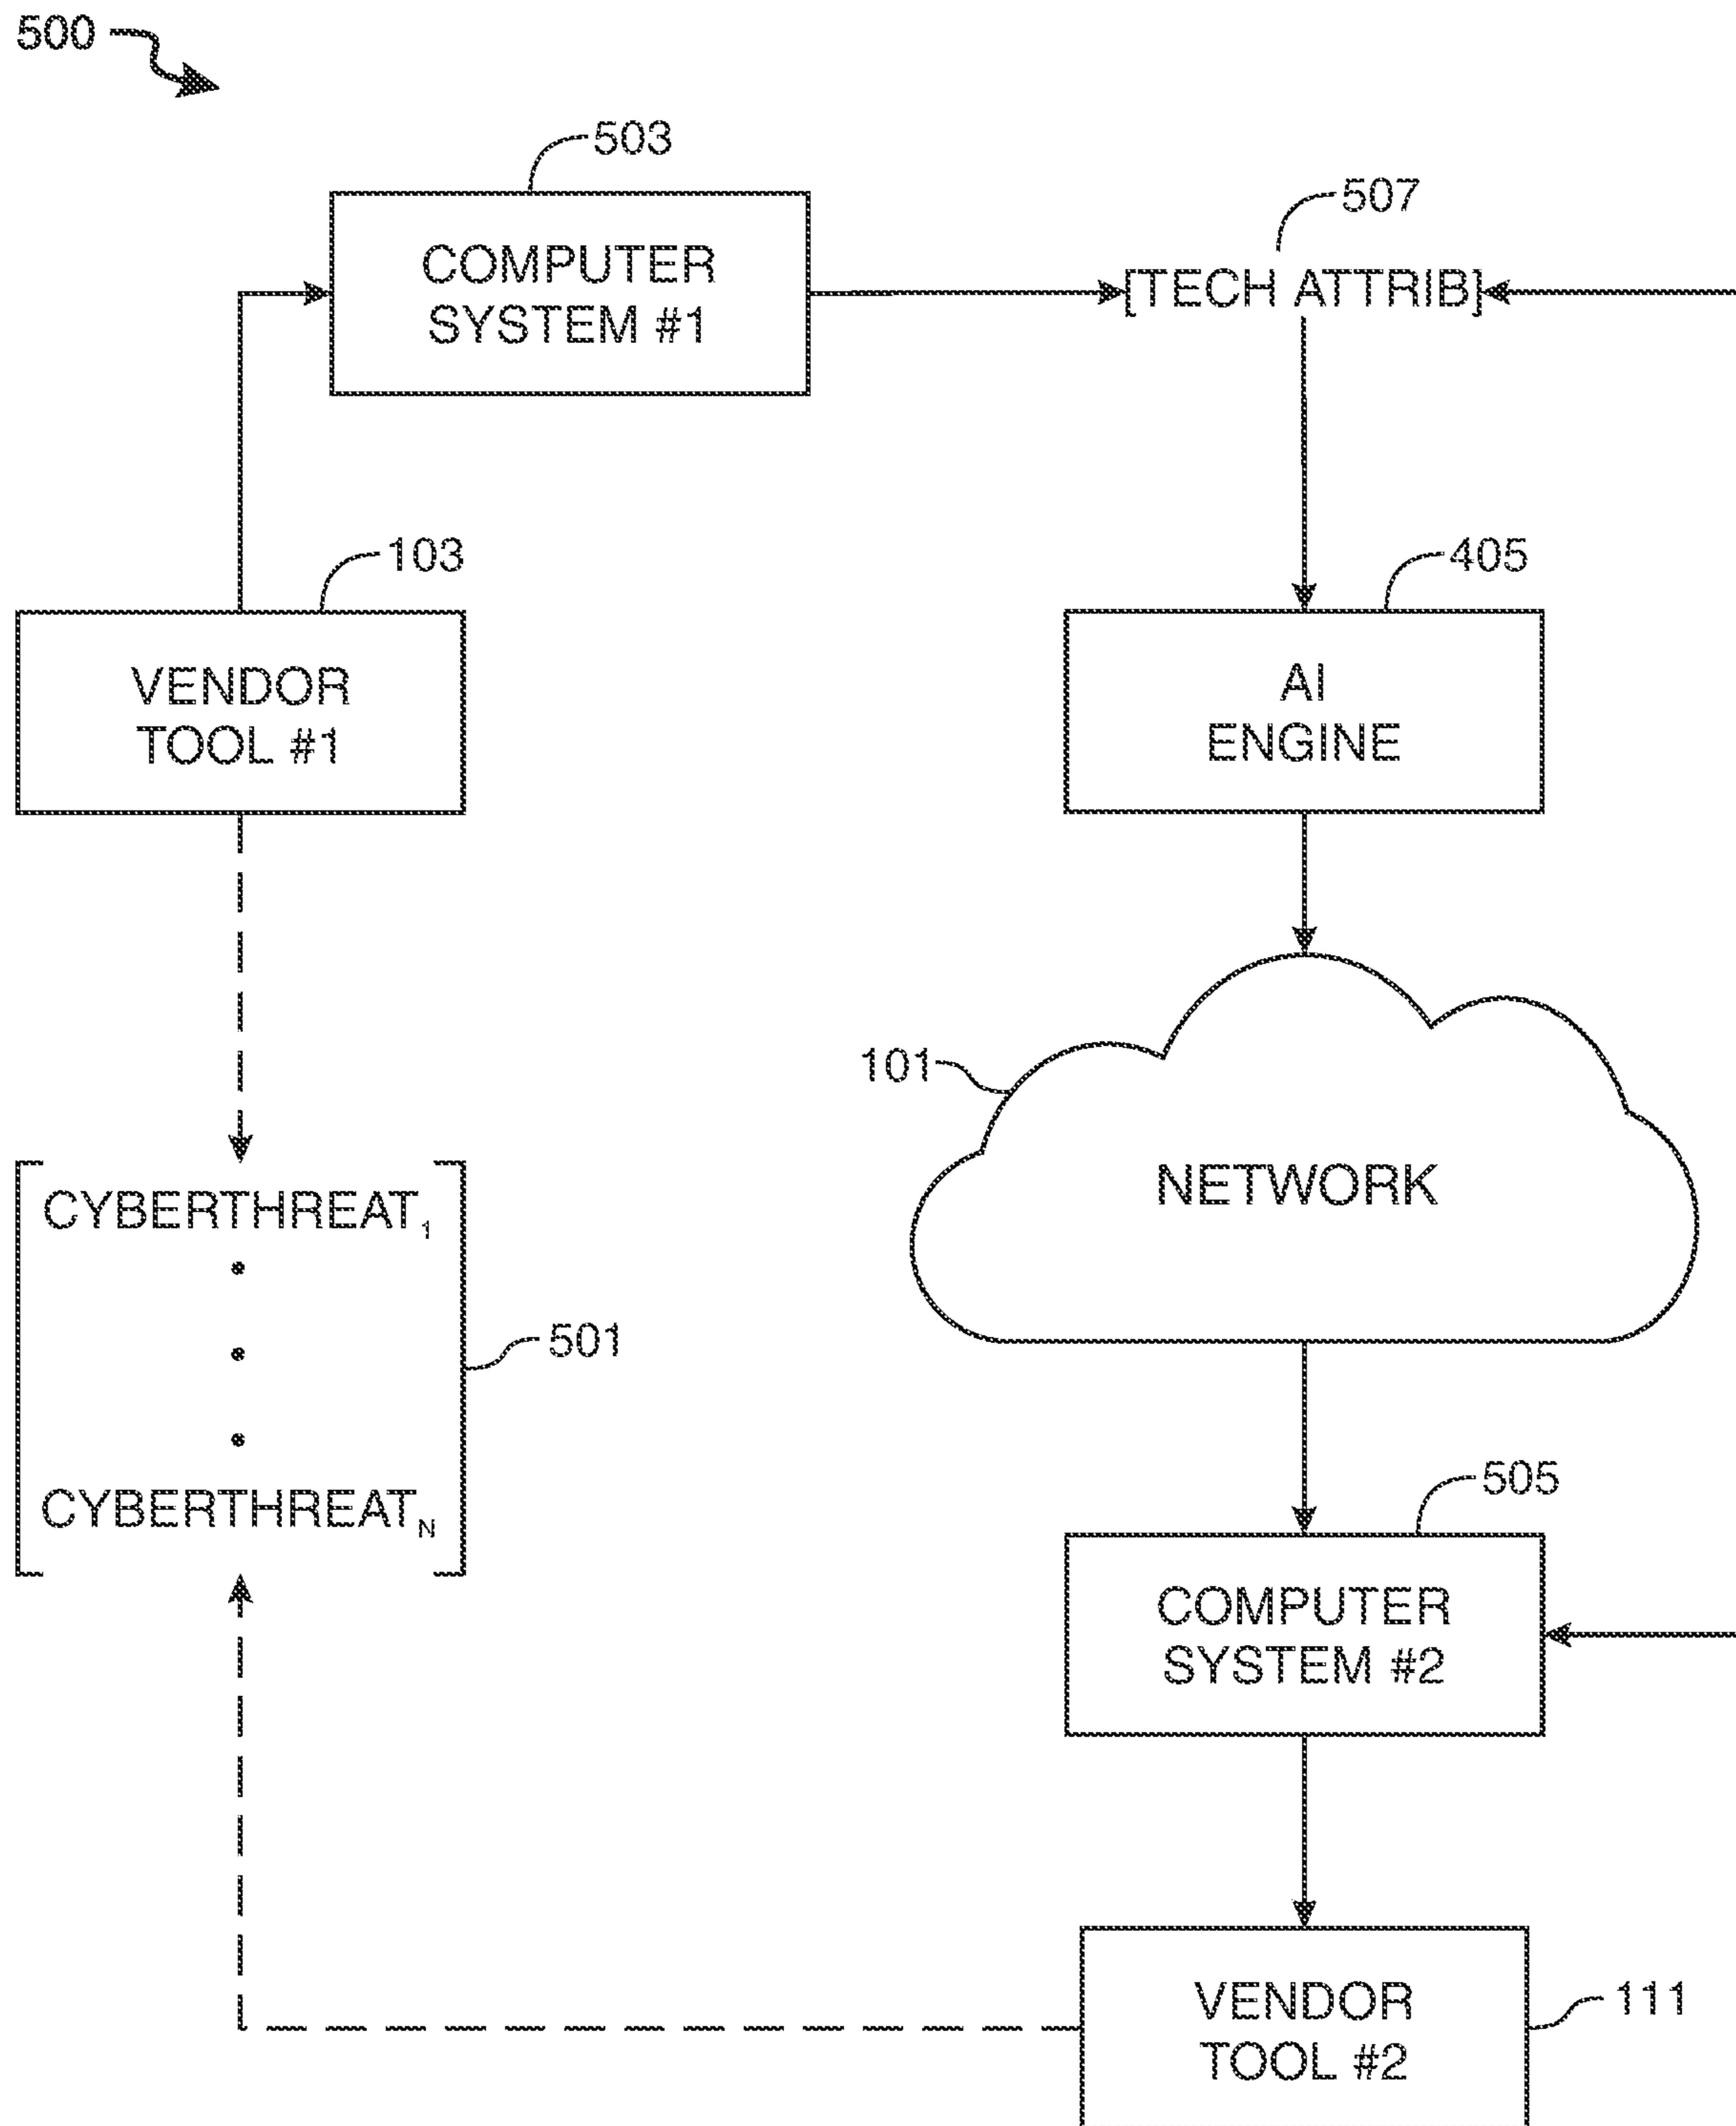 500
503
COMPUTER
SYSTEM #1
507
[TECH ATTRIB]
103
VENDOR
TOOL #1
405
AI
ENGINE
101
NETWORK
CYBERTHREAT₁
501
CYBERTHREAT_N
505
COMPUTER
SYSTEM #2
VENDOR
TOOL #2
111